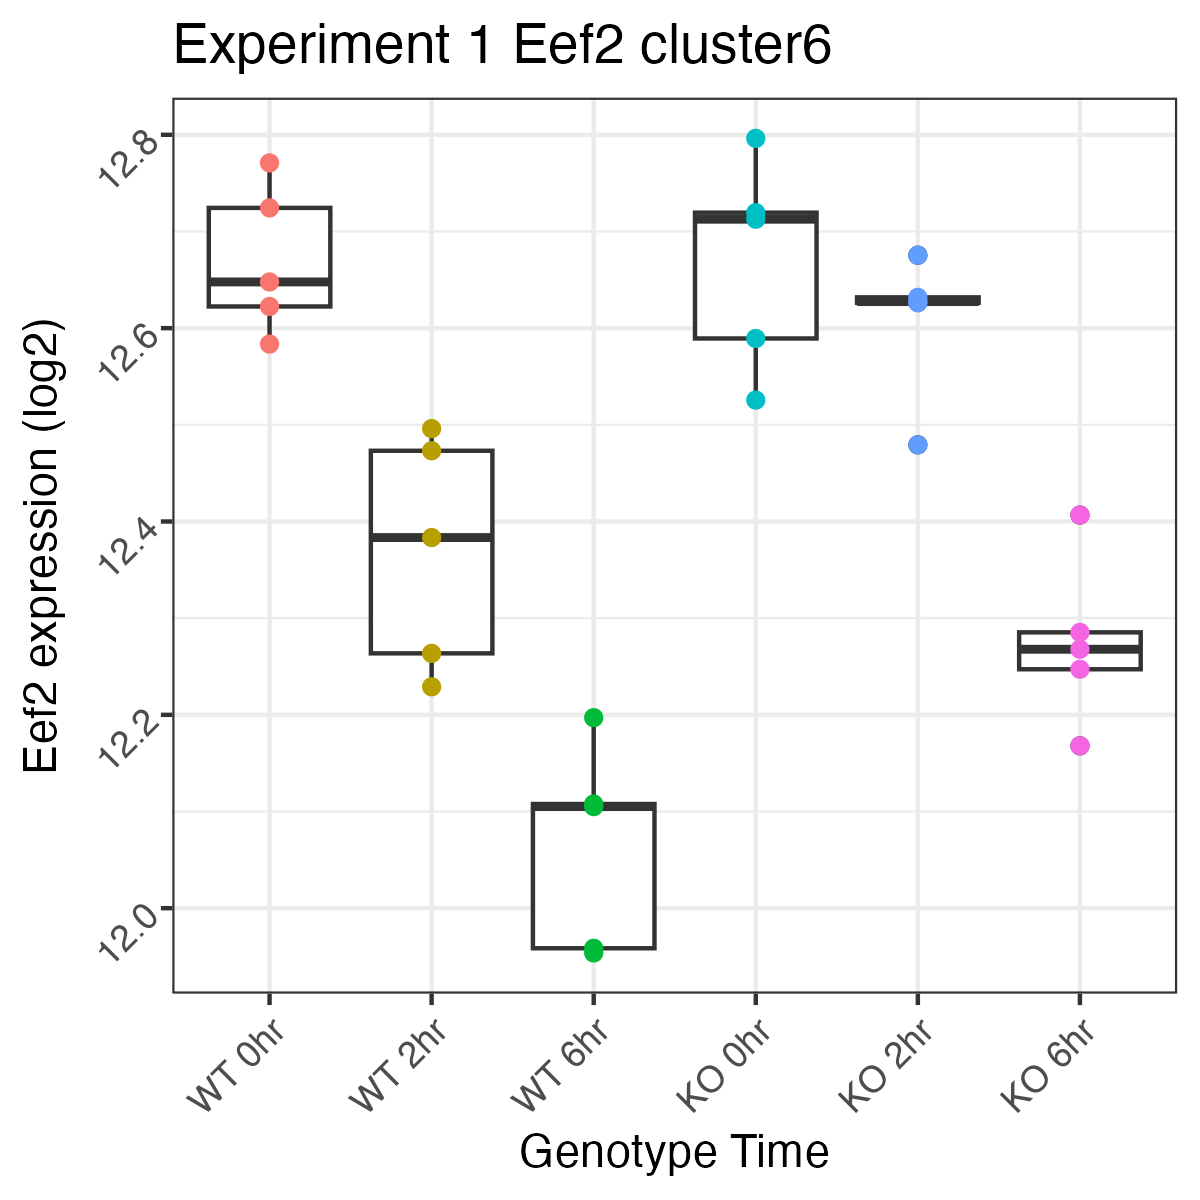 Experiment 1 Eef2 cluster6
Eef2 expression (log2)
12.8
12.6
12.4
12.2
12.0
WT 0hr
WT 2hr
WT 6hr
KO 0hr
KO 2hr
KO 6hr
Genotype Time